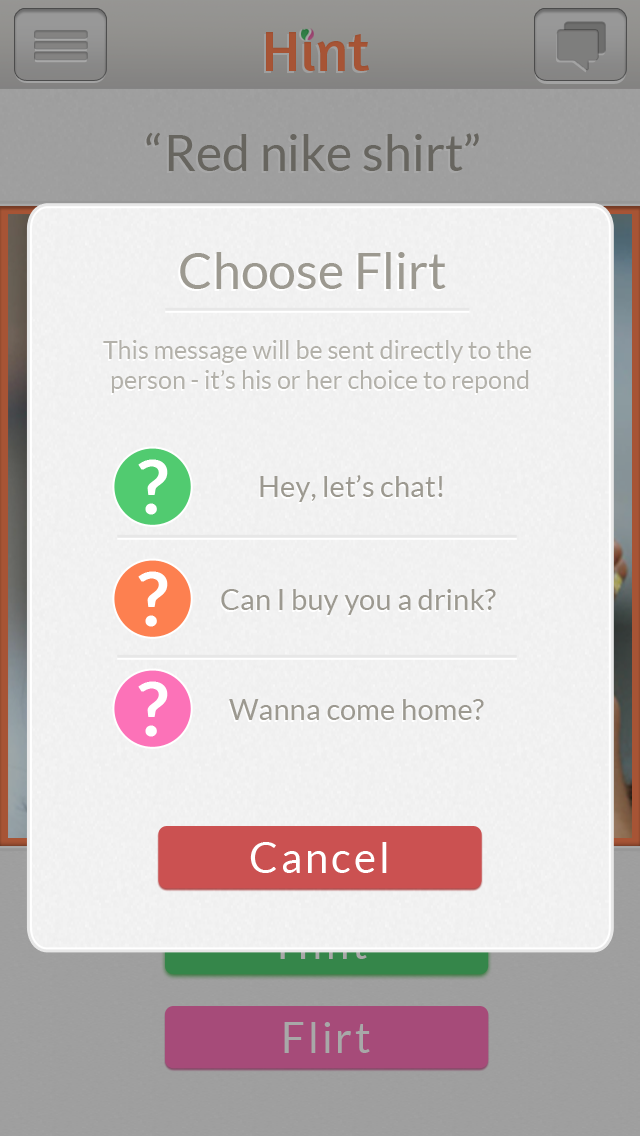 Hint
“Red nike shirt”
Choose Flirt
This message will be sent directly to the
person - it’s his or her choice to repond
? Hey, let’s chat!
? Can I buy you a drink?
? Wanna come home?
Cancel
Flirt